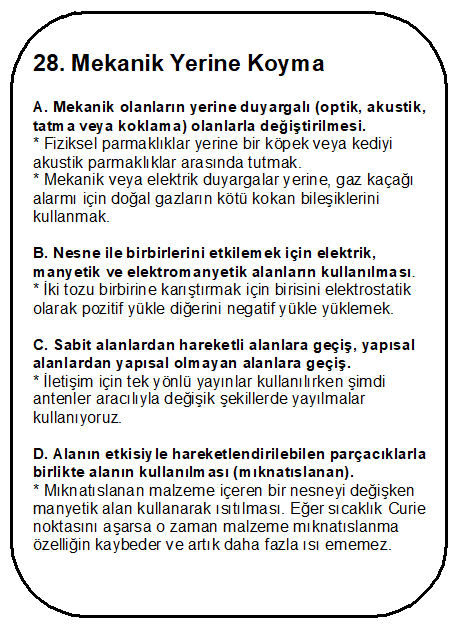 28. Mekanik Yerine Koyma
A. Mekanik olanların yerine duyargalı (optik, akustik,
tatma veya koklama) olanlarla değiştirilmesi.
* Fiziksel parmaklıklar yerine bir köpek veya kediyi
akustik parmaklıklar arasında tutmak.
* Mekanik veya elektrik duyargalar yerine, gaz kaçağı
alarmı için doğal gazların kötü kokan bileşiklerini
kullanmak.
B. Nesne ile birbirlerini etkilemek için elektrik,
manyetik ve elektromanyetik alanların kullanılması.
* İki tozu birbirine karıştırmak için birisini elektrostatik
olarak pozitif yükle diğerini negatif yükle yüklemek.
C. Sabit alanlardan hareketli alanlara geçiş, yapısal
alanlardan yapısal olmayan alanlara geçiş.
* İletişim için tek yönlü yayınlar kullanılırken şimdi
antenler aracılıyla değişik şekillerde yayılmalar
kullanıyoruz.
D. Alanın etkisiyle hareketlendirilebilen parçacıklarla
birlikte alanın kullanılması (mıknatıslanan).
* Mıknatıslanan malzeme içeren bir nesneyi değişken
manyetik alan kullanarak ısıtılması. Eğer sıcaklık Curie
noktasını aşarsa o zaman malzeme mıknatıslanma
özelliğin kaybeder ve artık daha fazla ısı ememez.